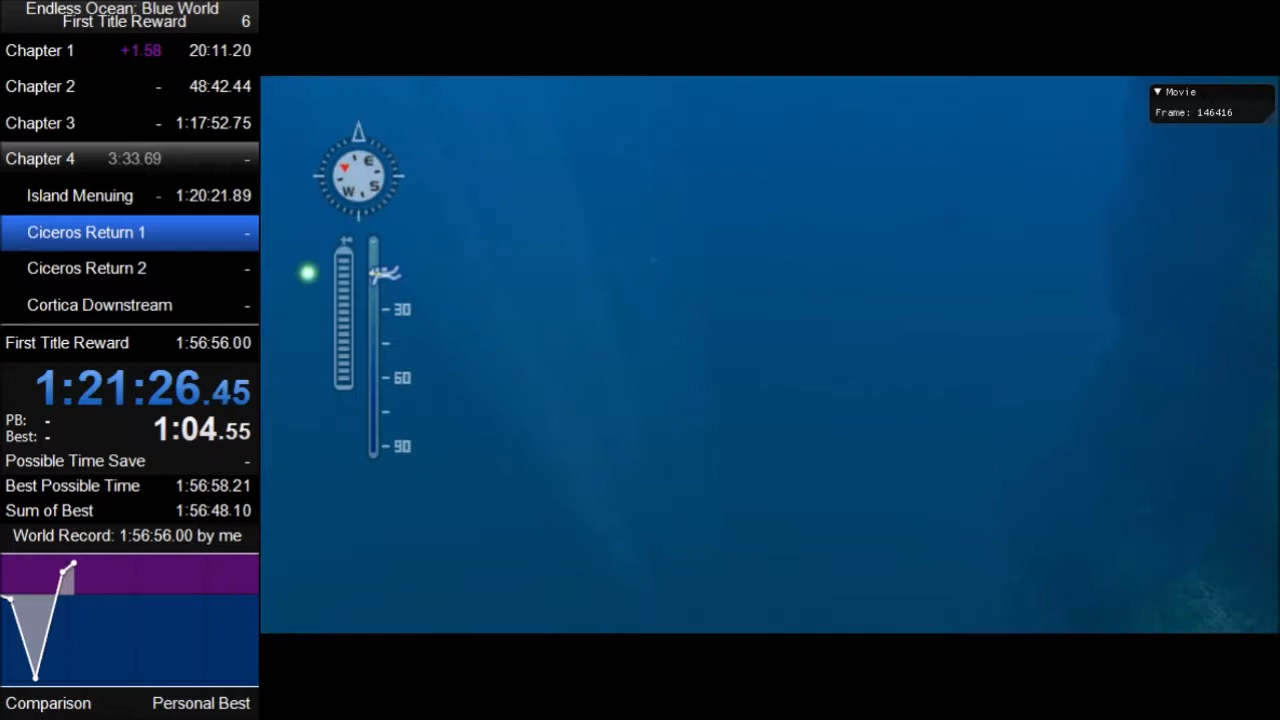 Endless Ocean: Blue World
First Title Reward 6
Chapter 1 +1.58 20:11.20
Chapter 2 - 48:42.44
Chapter 3 - 1:17:52.75
Chapter 4 3:33.69 -
Island Menuing - 1:20:21.89
Ciceros Return 1 -
Ciceros Return 2 -
Cortica Downstream -
First Title Reward 1:56:56.00
1:21:26.45
PB: -
Best: -
1:04.55
Possible Time Save -
Best Possible Time 1:56:58.21
Sum of Best 1:56:48.10
World Record: 1:56:56.00 by me
Comparison Personal Best
E
S
W
30
60
90
▼ Movie
Frame: 146416